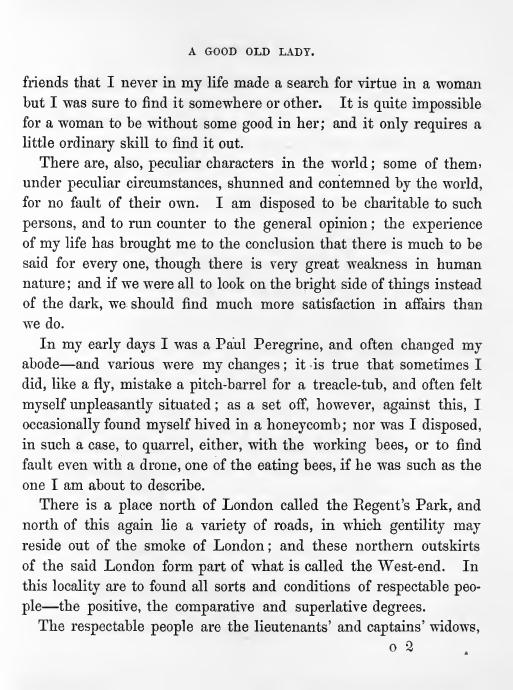 A GOOD OLD LADY.
friends that I never in my life made a search for virtue in a woman
but I was sure to find it somewhere or other. It is quite impossible
for a woman to be without some good in her; and it only requires a
little ordinary skill to find it out.
There are, also, peculiar characters in the world; some of them,
under peculiar circumstances, shunned and contemned by the world,
for no fault of their own. I am disposed to be charitable to such
persons, and to run counter to the general opinion; the experience
of my life has brought me to the conclusion that there is much to be
said for every one, though there is very great weakness in human
nature; and if we were all to look on the bright side of things instead
of the dark, we should find much more satisfaction in affairs than
we do.
In my early days I was a Paul Peregrine, and often changed my
abode—and various were my changes; it is true that sometimes I
did, like a fly, mistake a pitch-barrel for a treacle-tub, and often felt
myself unpleasantly situated; as a set off, however, against this, I
occasionally found myself hived in a honeycomb; nor was I disposed,
in such a case, to quarrel, either, with the working bees, or to find
fault even with a drone, one of the eating bees, if he was such as the
one I am about to describe.
There is a place north of London called the Regent's Park, and
north of this again lie a variety of roads, in which gentility may
reside out of the smoke of London; and these northern outskirts
of the said London form part of what is called the West-end. In
this locality are to found all sorts and conditions of respectable peo-
ple—the positive, the comparative and superlative degrees.
The respectable people are the lieutenants' and captains' widows,
o 2